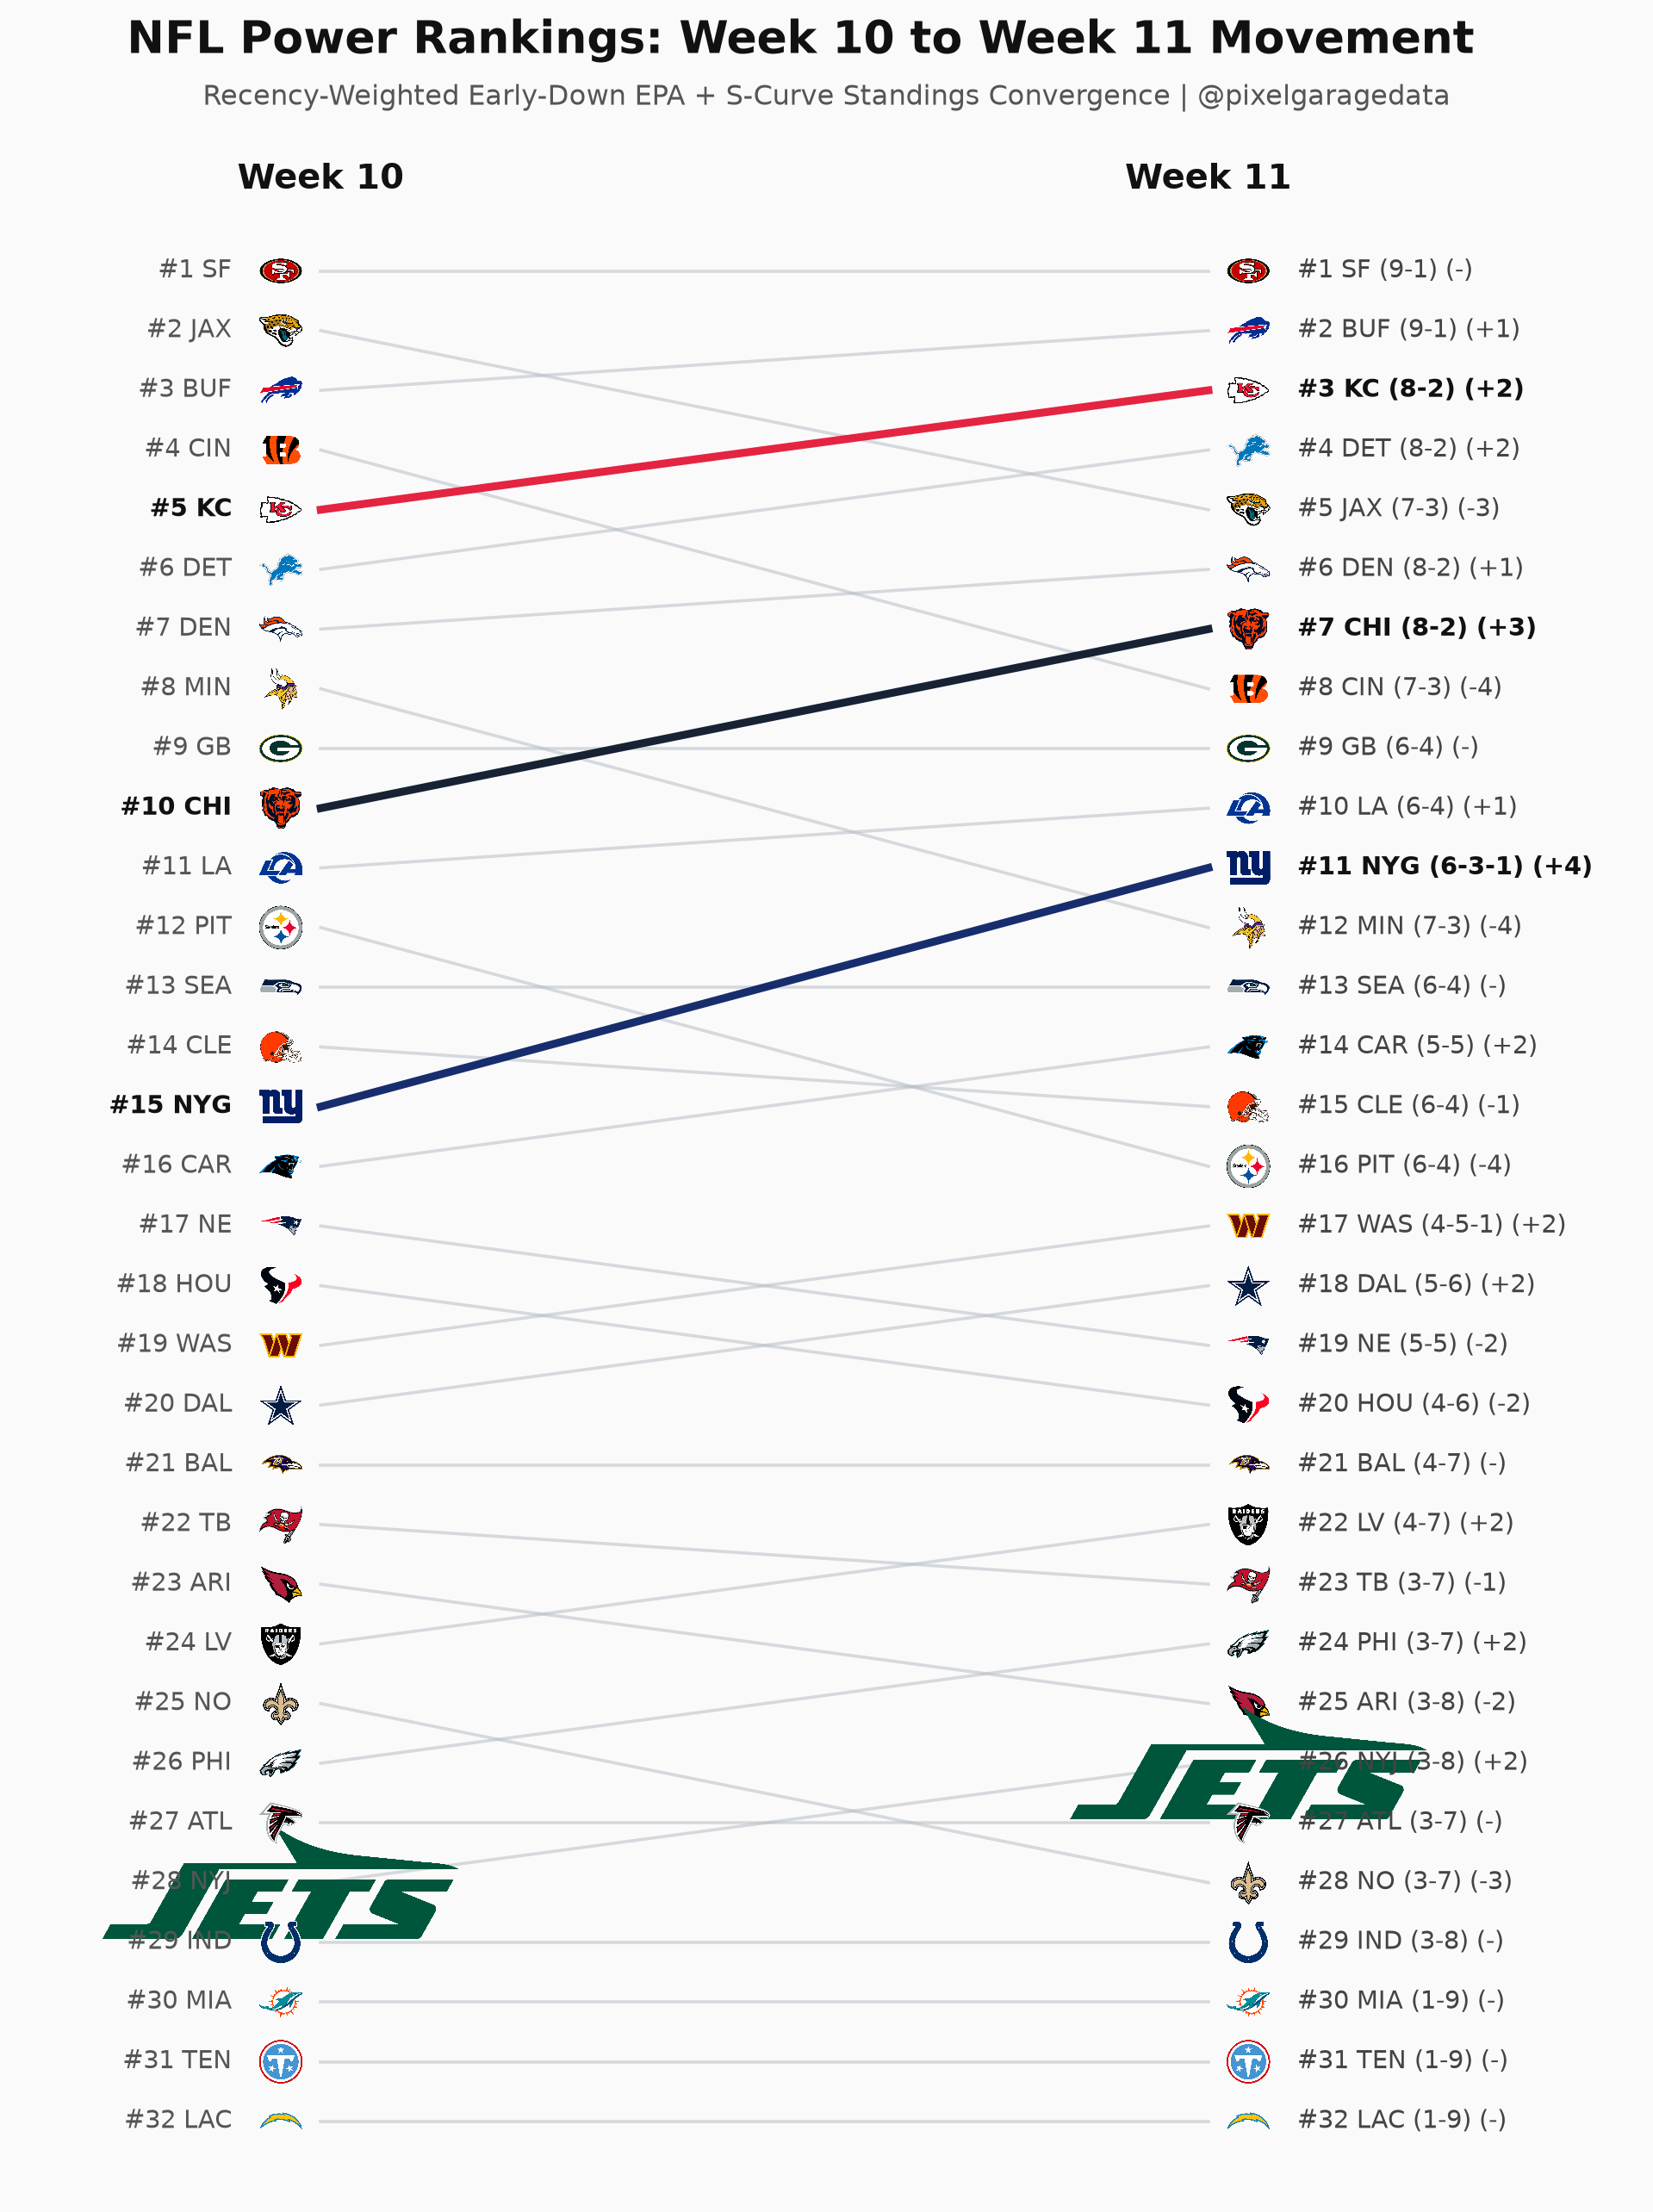 NFL Power Rankings: Week 10 to Week 11 Movement
Recency-Weighted Early-Down EPA + S-Curve Standings Convergence | @pixelgaragedata
Week 10 Week 11
#1 SF #1 SF (9-1) (-)
#2 JAX #2 BUF (9-1) (+1)
#3 BUF #3 KC (8-2) (+2)
#4 CIN #4 DET (8-2) (+2)
#5 KC #5 JAX (7-3) (-3)
#6 DET #6 DEN (8-2) (+1)
#7 DEN #7 CHI (8-2) (+3)
#8 MIN #8 CIN (7-3) (-4)
#9 GB #9 GB (6-4) (-)
#10 CHI #10 LA (6-4) (+1)
#11 LA #11 NYG (6-3-1) (+4)
#12 PIT #12 MIN (7-3) (-4)
#13 SEA #13 SEA (6-4) (-)
#14 CLE #14 CAR (5-5) (+2)
#15 NYG #15 CLE (6-4) (-1)
#16 CAR #16 PIT (6-4) (-4)
#17 NE #17 WAS (4-5-1) (+2)
#18 HOU #18 DAL (5-6) (+2)
#19 WAS #19 NE (5-5) (-2)
#20 DAL #20 HOU (4-6) (-2)
#21 BAL #21 BAL (4-7) (-)
#22 TB #22 LV (4-7) (+2)
#23 ARI #23 TB (3-7) (-1)
#24 LV #24 PHI (3-7) (+2)
#25 NO #25 ARI (3-8) (-2)
#26 PHI JETS #26 NYJ (3-8) (+2)
#27 ATL #27 ATL (3-7) (-)
#28 NYJ JETS #28 NO (3-7) (-3)
#29 IND #29 IND (3-8) (-)
#30 MIA #30 MIA (1-9) (-)
#31 TEN #31 TEN (1-9) (-)
#32 LAC #32 LAC (1-9) (-)